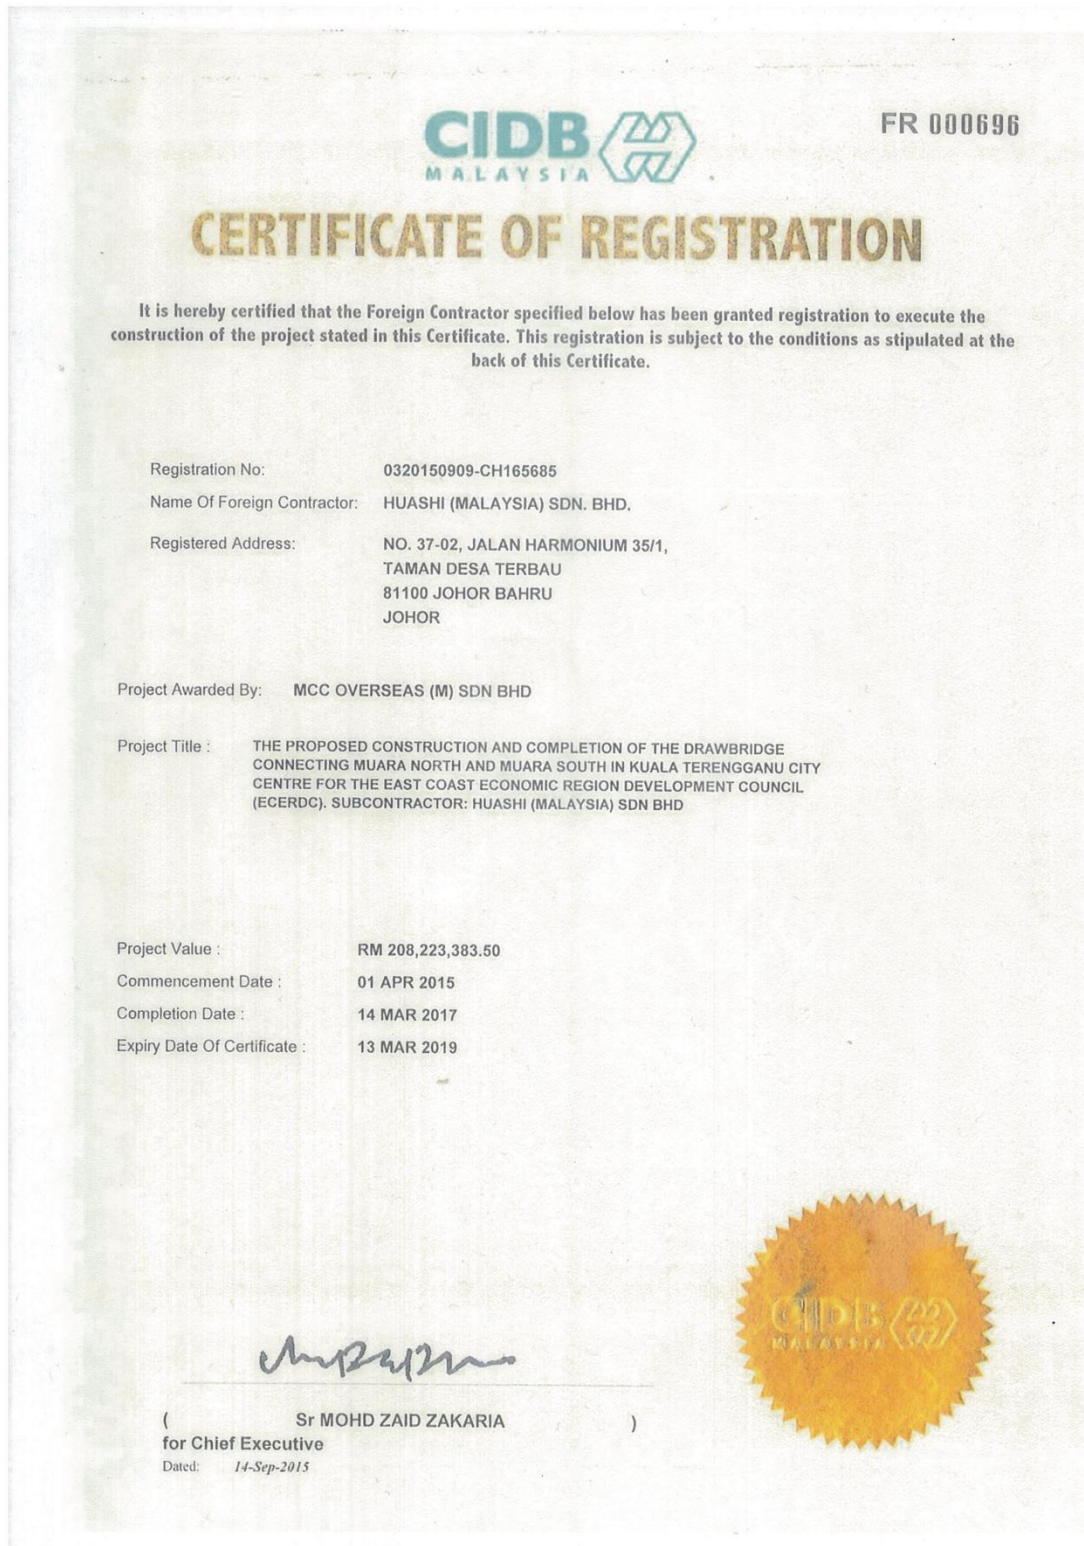 CIDB
MALAYSIA
FR 000696
CERTIFICATE OF REGISTRATION
It is hereby certified that the Foreign Contractor specified below has been granted registration to execute the
construction of the project stated in this Certificate. This registration is subject to the conditions as stipulated at the
back of this Certificate.
Registration No: 0320150909-CH165685
Name Of Foreign Contractor: HUASHI (MALAYSIA) SDN. BHD.
Registered Address: NO. 37-02, JALAN HARMONIUM 35/1,
TAMAN DESA TERBAU
81100 JOHOR BAHRU
JOHOR
Project Awarded By: MCC OVERSEAS (M) SDN BHD
Project Title : THE PROPOSED CONSTRUCTION AND COMPLETION OF THE DRAWBRIDGE
CONNECTING MUARA NORTH AND MUARA SOUTH IN KUALA TERENGGANU CITY
CENTRE FOR THE EAST COAST ECONOMIC REGION DEVELOPMENT COUNCIL
(ECERDC). SUBCONTRACTOR: HUASHI (MALAYSIA) SDN BHD
Project Value : RM 208,223,383.50
Commencement Date : 01 APR 2015
Completion Date : 14 MAR 2017
Expiry Date Of Certificate : 13 MAR 2019
CIDB
MALAYSIA
( Sr MOHD ZAID ZAKARIA )
for Chief Executive
Dated: 14-Sep-2015